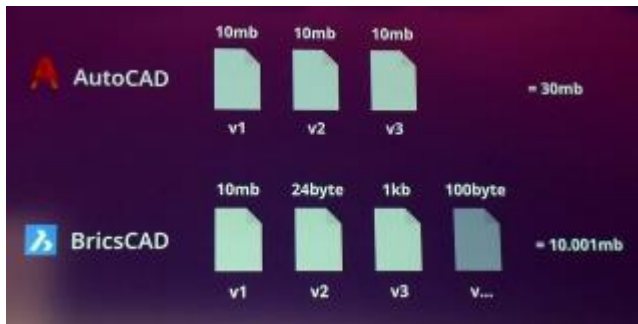 10mb 10mb 10mb
AutoCAD
= 30mb
v1 v2 v3
10mb 24byte 1kb 100byte
BricsCAD
= 10.001mb
v1 v2 v3 v...